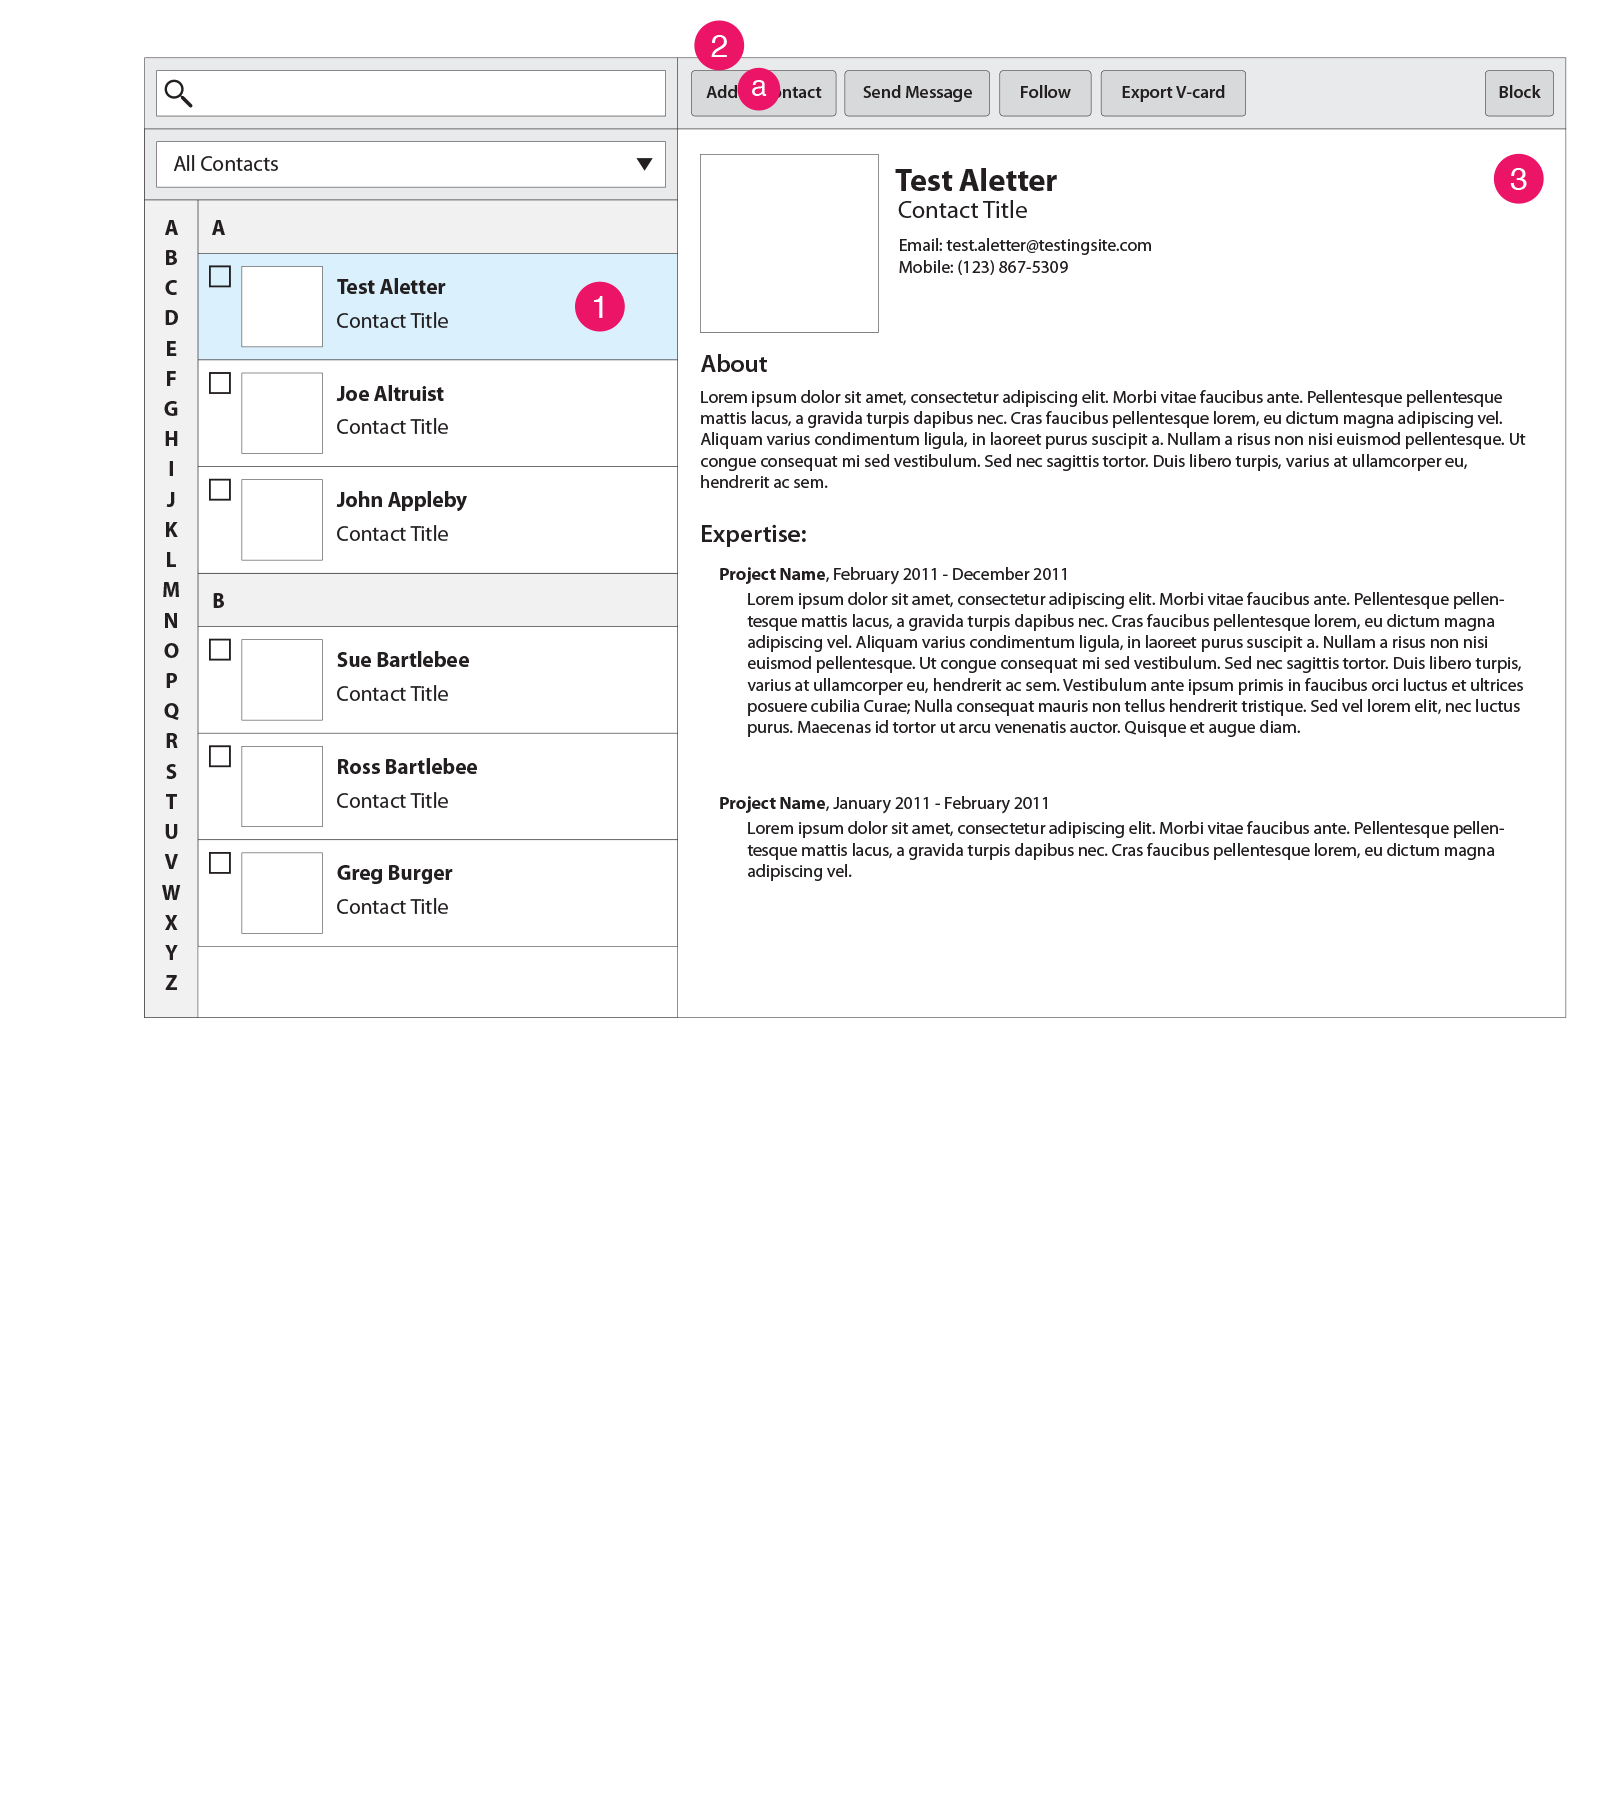 2
a
Add ontact
Send Message
Follow
Export V-card
Block
All Contacts
A
B
C
D
E
F
G
H
I
J
K
L
M
N
O
P
Q
R
S
T
U
V
W
X
Y
Z
A
Test Aletter
Contact Title
1
Joe Altruist
Contact Title
John Appleby
Contact Title
B
Sue Bartlebee
Contact Title
Ross Bartlebee
Contact Title
Greg Burger
Contact Title
3
Test Aletter
Contact Title
Email: test.aletter@testingsite.com
Mobile: (123) 867-5309
About
Lorem ipsum dolor sit amet, consectetur adipiscing elit. Morbi vitae faucibus ante. Pellentesque pellentesque
mattis lacus, a gravida turpis dapibus nec. Cras faucibus pellentesque lorem, eu dictum magna adipiscing vel.
Aliquam varius condimentum ligula, in laoreet purus suscipit a. Nullam a risus non nisi euismod pellentesque. Ut
congue consequat mi sed vestibulum. Sed nec sagittis tortor. Duis libero turpis, varius at ullamcorper eu,
hendrerit ac sem.
Expertise:
Project Name, February 2011 - December 2011
Lorem ipsum dolor sit amet, consectetur adipiscing elit. Morbi vitae faucibus ante. Pellentesque pellen-
tesque mattis lacus, a gravida turpis dapibus nec. Cras faucibus pellentesque lorem, eu dictum magna
adipiscing vel. Aliquam varius condimentum ligula, in laoreet purus suscipit a. Nullam a risus non nisi
euismod pellentesque. Ut congue consequat mi sed vestibulum. Sed nec sagittis tortor. Duis libero turpis,
varius at ullamcorper eu, hendrerit ac sem. Vestibulum ante ipsum primis in faucibus orci luctus et ultrices
posuere cubilia Curae; Nulla consequat mauris non tellus hendrerit tristique. Sed vel lorem elit, nec luctus
purus. Maecenas id tortor ut arcu venenatis auctor. Quisque et augue diam.
Project Name, January 2011 - February 2011
Lorem ipsum dolor sit amet, consectetur adipiscing elit. Morbi vitae faucibus ante. Pellentesque pellen-
tesque mattis lacus, a gravida turpis dapibus nec. Cras faucibus pellentesque lorem, eu dictum magna
adipiscing vel.